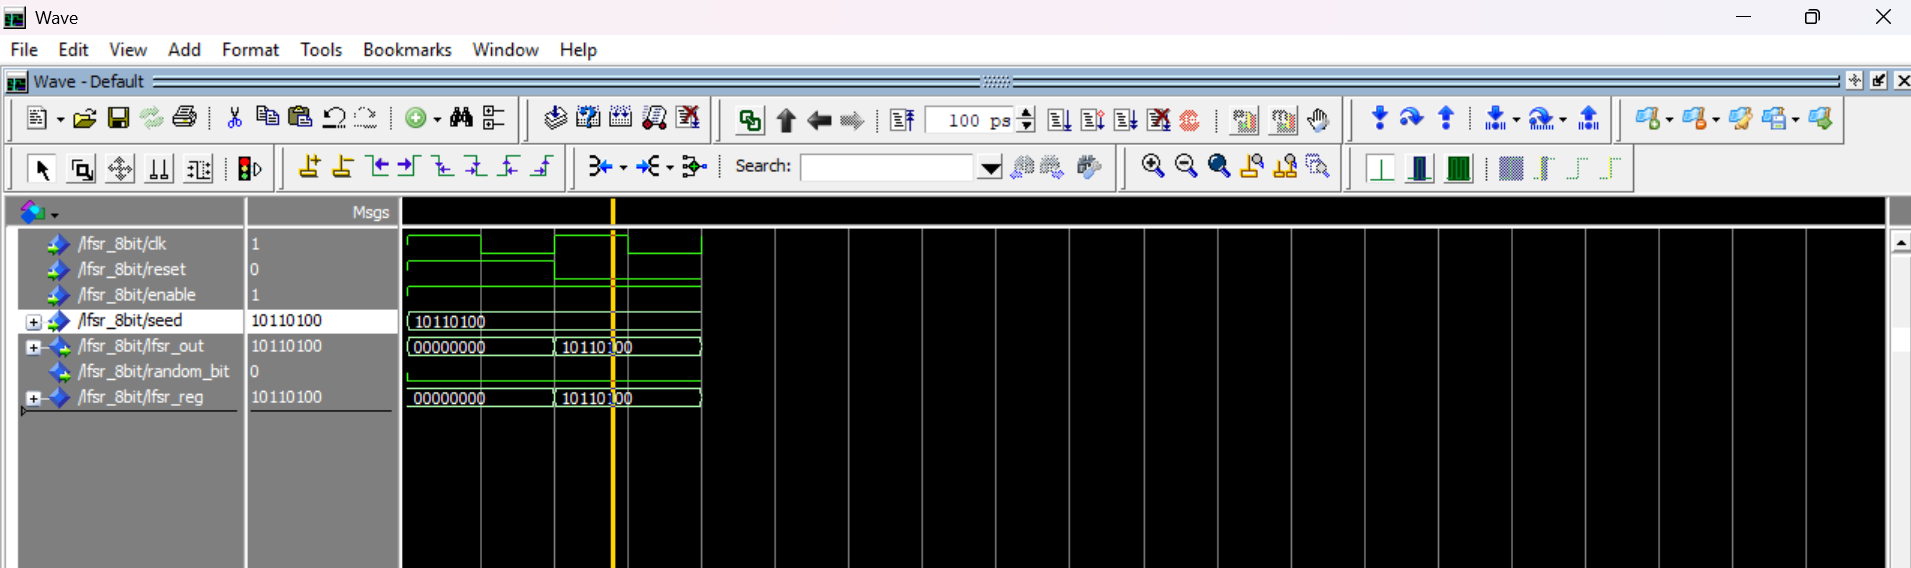 Wave
File Edit View Add Format Tools Bookmarks Window Help
Wave - Default
100 ps
Search:
Msgs
/lfsr_8bit/clk 1
/lfsr_8bit/reset 0
/lfsr_8bit/enable 1
/lfsr_8bit/seed 10110100 10110100
/lfsr_8bit/lfsr_out 10110100 00000000 10110100
/lfsr_8bit/random_bit 0
/lfsr_8bit/lfsr_reg 10110100 00000000 10110100